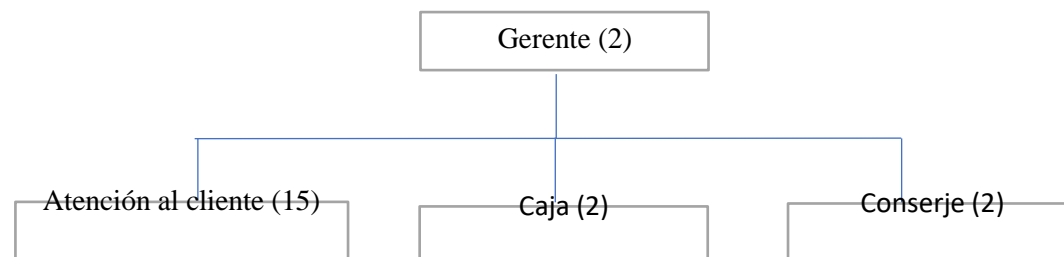 Gerente (2)
Atención al cliente (15)
Caja (2)
Conserje (2)